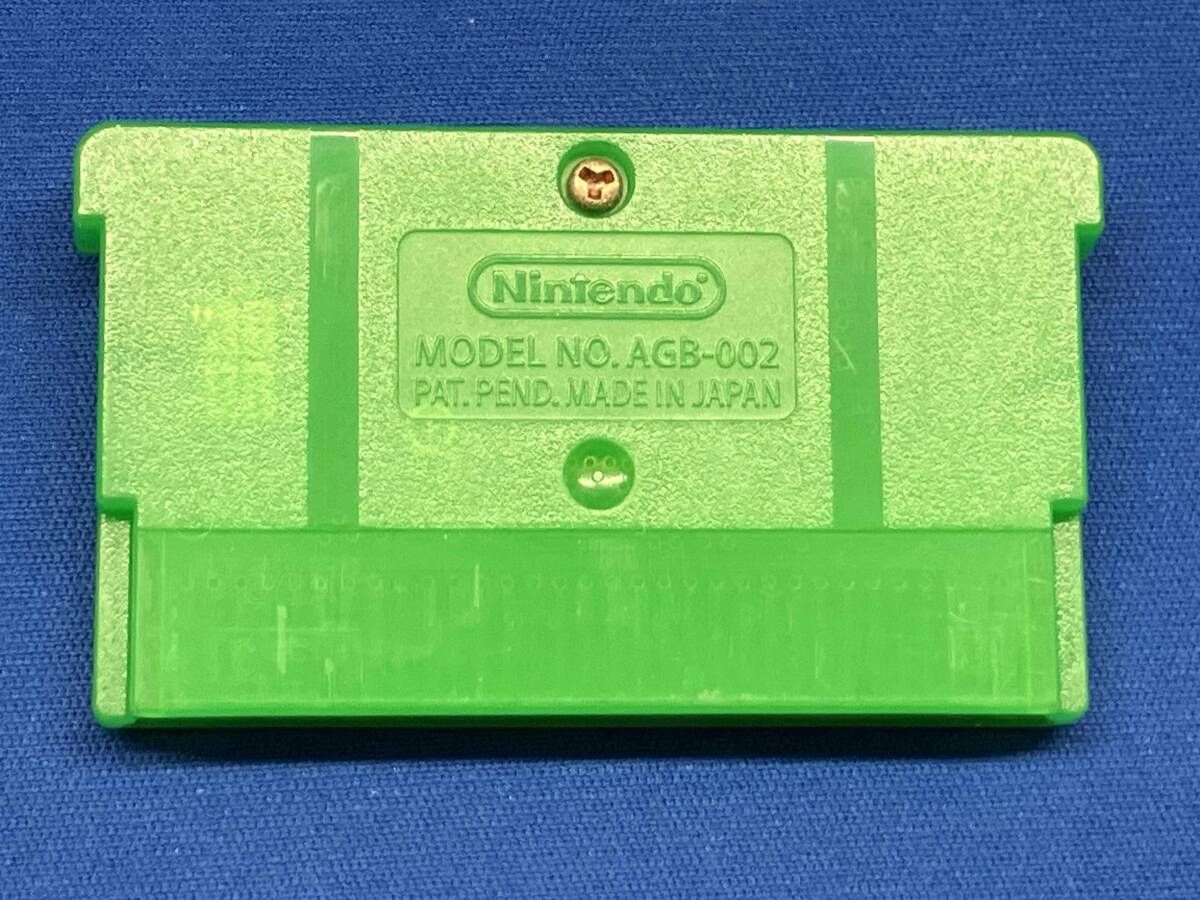 Nintendo®
MODEL NO. AGB-002
PAT. PEND. MADE IN JAPAN